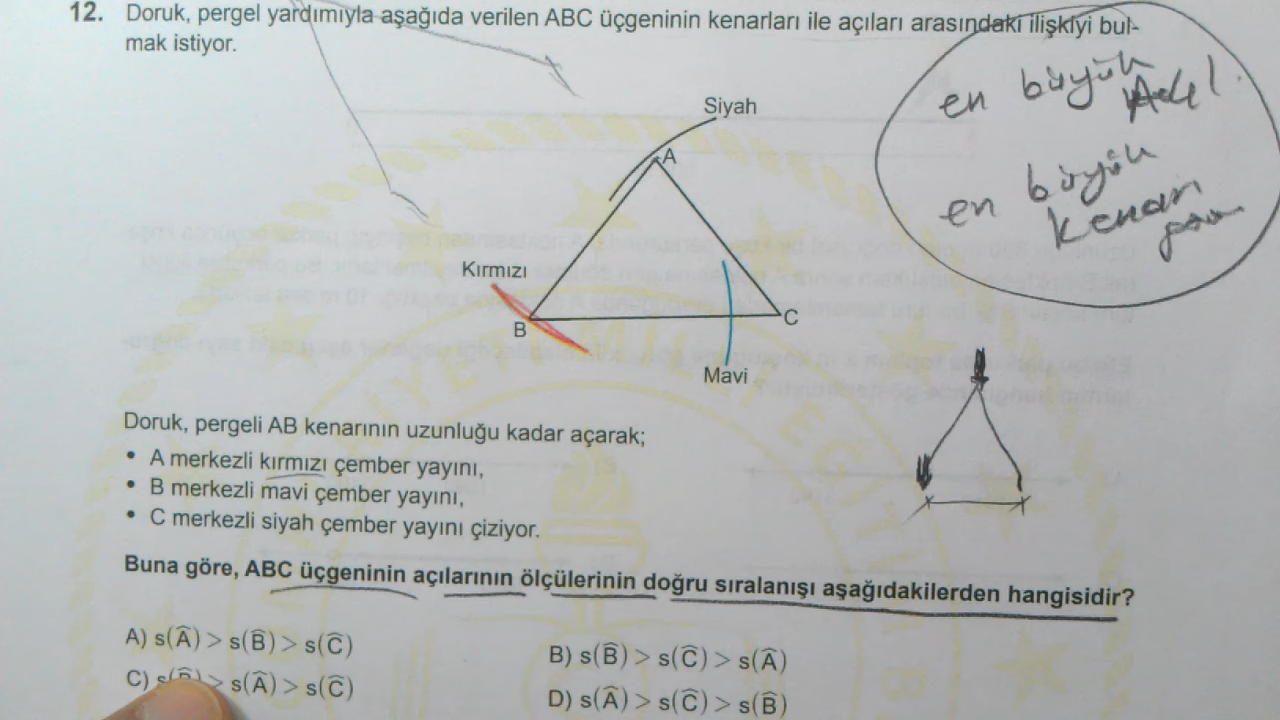 12. Doruk, pergel yardımıyla aşağıda verilen ABC üçgeninin kenarları ile açıları arasındaki ilişkiyi bul-
mak istiyor.
en büyük
en büyük
kenar
Siyah
A
Kırmızı
B
C
Mavi
Doruk, pergeli AB kenarının uzunluğu kadar açarak;
• A merkezli kırmızı çember yayını,
• B merkezli mavi çember yayını,
• C merkezli siyah çember yayını çiziyor.
Buna göre, ABC üçgeninin açılarının ölçülerinin doğru sıralanışı aşağıdakilerden hangisidir?
A) s(Â) > s(B̂) > s(Ĉ)
B) s(B̂) > s(Ĉ) > s(Â)
C) s(B̂) > s(Â) > s(Ĉ)
D) s(Â) > s(Ĉ) > s(B̂)